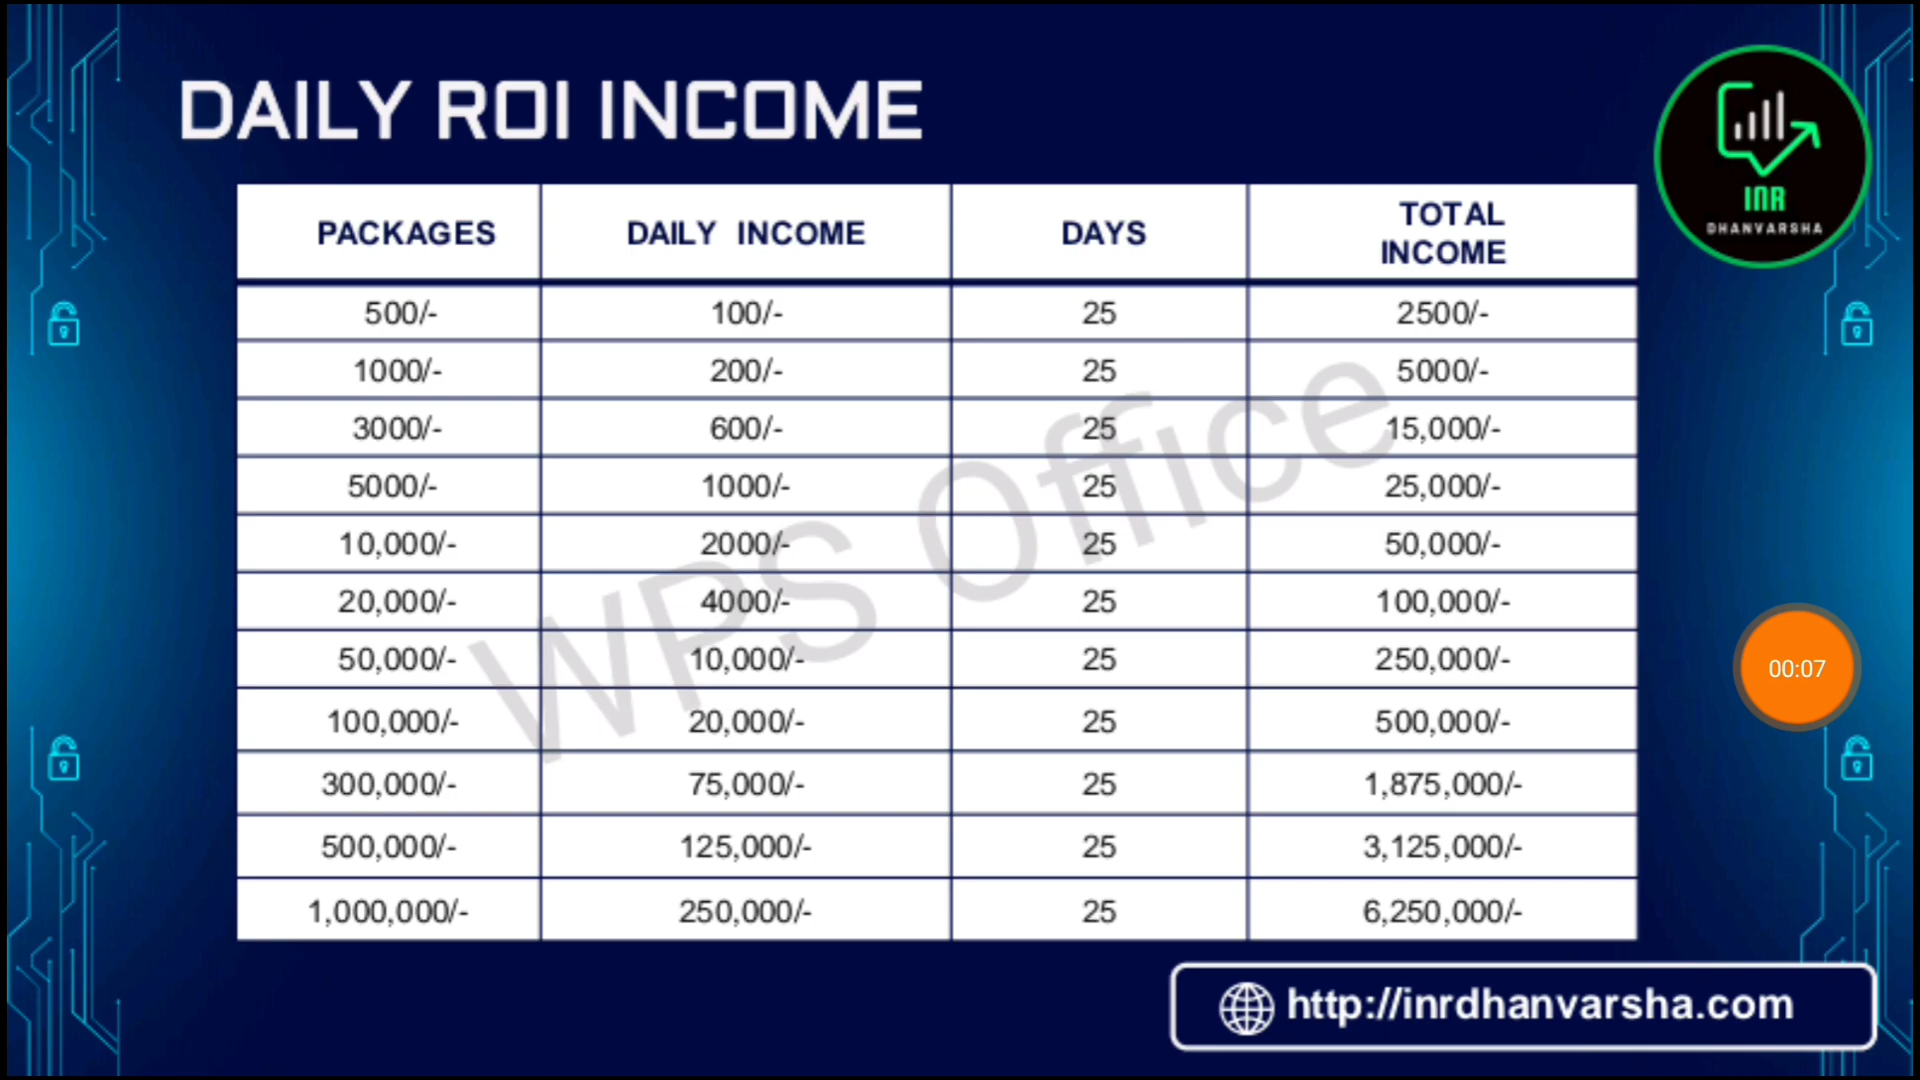 DAILY ROI INCOME
INR
DHANVARSHA
PACKAGES DAILY INCOME DAYS TOTAL INCOME
500/- 100/- 25 2500/-
1000/- 200/- 25 5000/-
3000/- 600/- 25 15,000/-
5000/- 1000/- 25 25,000/-
10,000/- 2000/- 25 50,000/-
20,000/- 4000/- 25 100,000/-
50,000/- 10,000/- 25 250,000/-
100,000/- 20,000/- 25 500,000/-
300,000/- 75,000/- 25 1,875,000/-
500,000/- 125,000/- 25 3,125,000/-
1,000,000/- 250,000/- 25 6,250,000/-
WPS Office
00:07
http://inrdhanvarsha.com